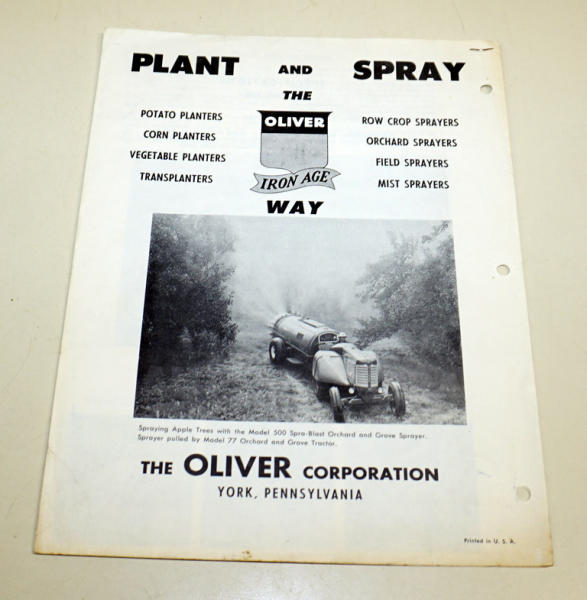 PLANT AND SPRAY
THE
OLIVER
IRON AGE
WAY
POTATO PLANTERS
CORN PLANTERS
VEGETABLE PLANTERS
TRANSPLANTERS
ROW CROP SPRAYERS
ORCHARD SPRAYERS
FIELD SPRAYERS
MIST SPRAYERS
Spraying Apple Trees with the Model 500 Spra-Blast Orchard and Grove Sprayer.
Sprayer pulled by Model 77 Orchard and Grove Tractor.
THE OLIVER CORPORATION
YORK, PENNSYLVANIA
Printed in U. S. A.